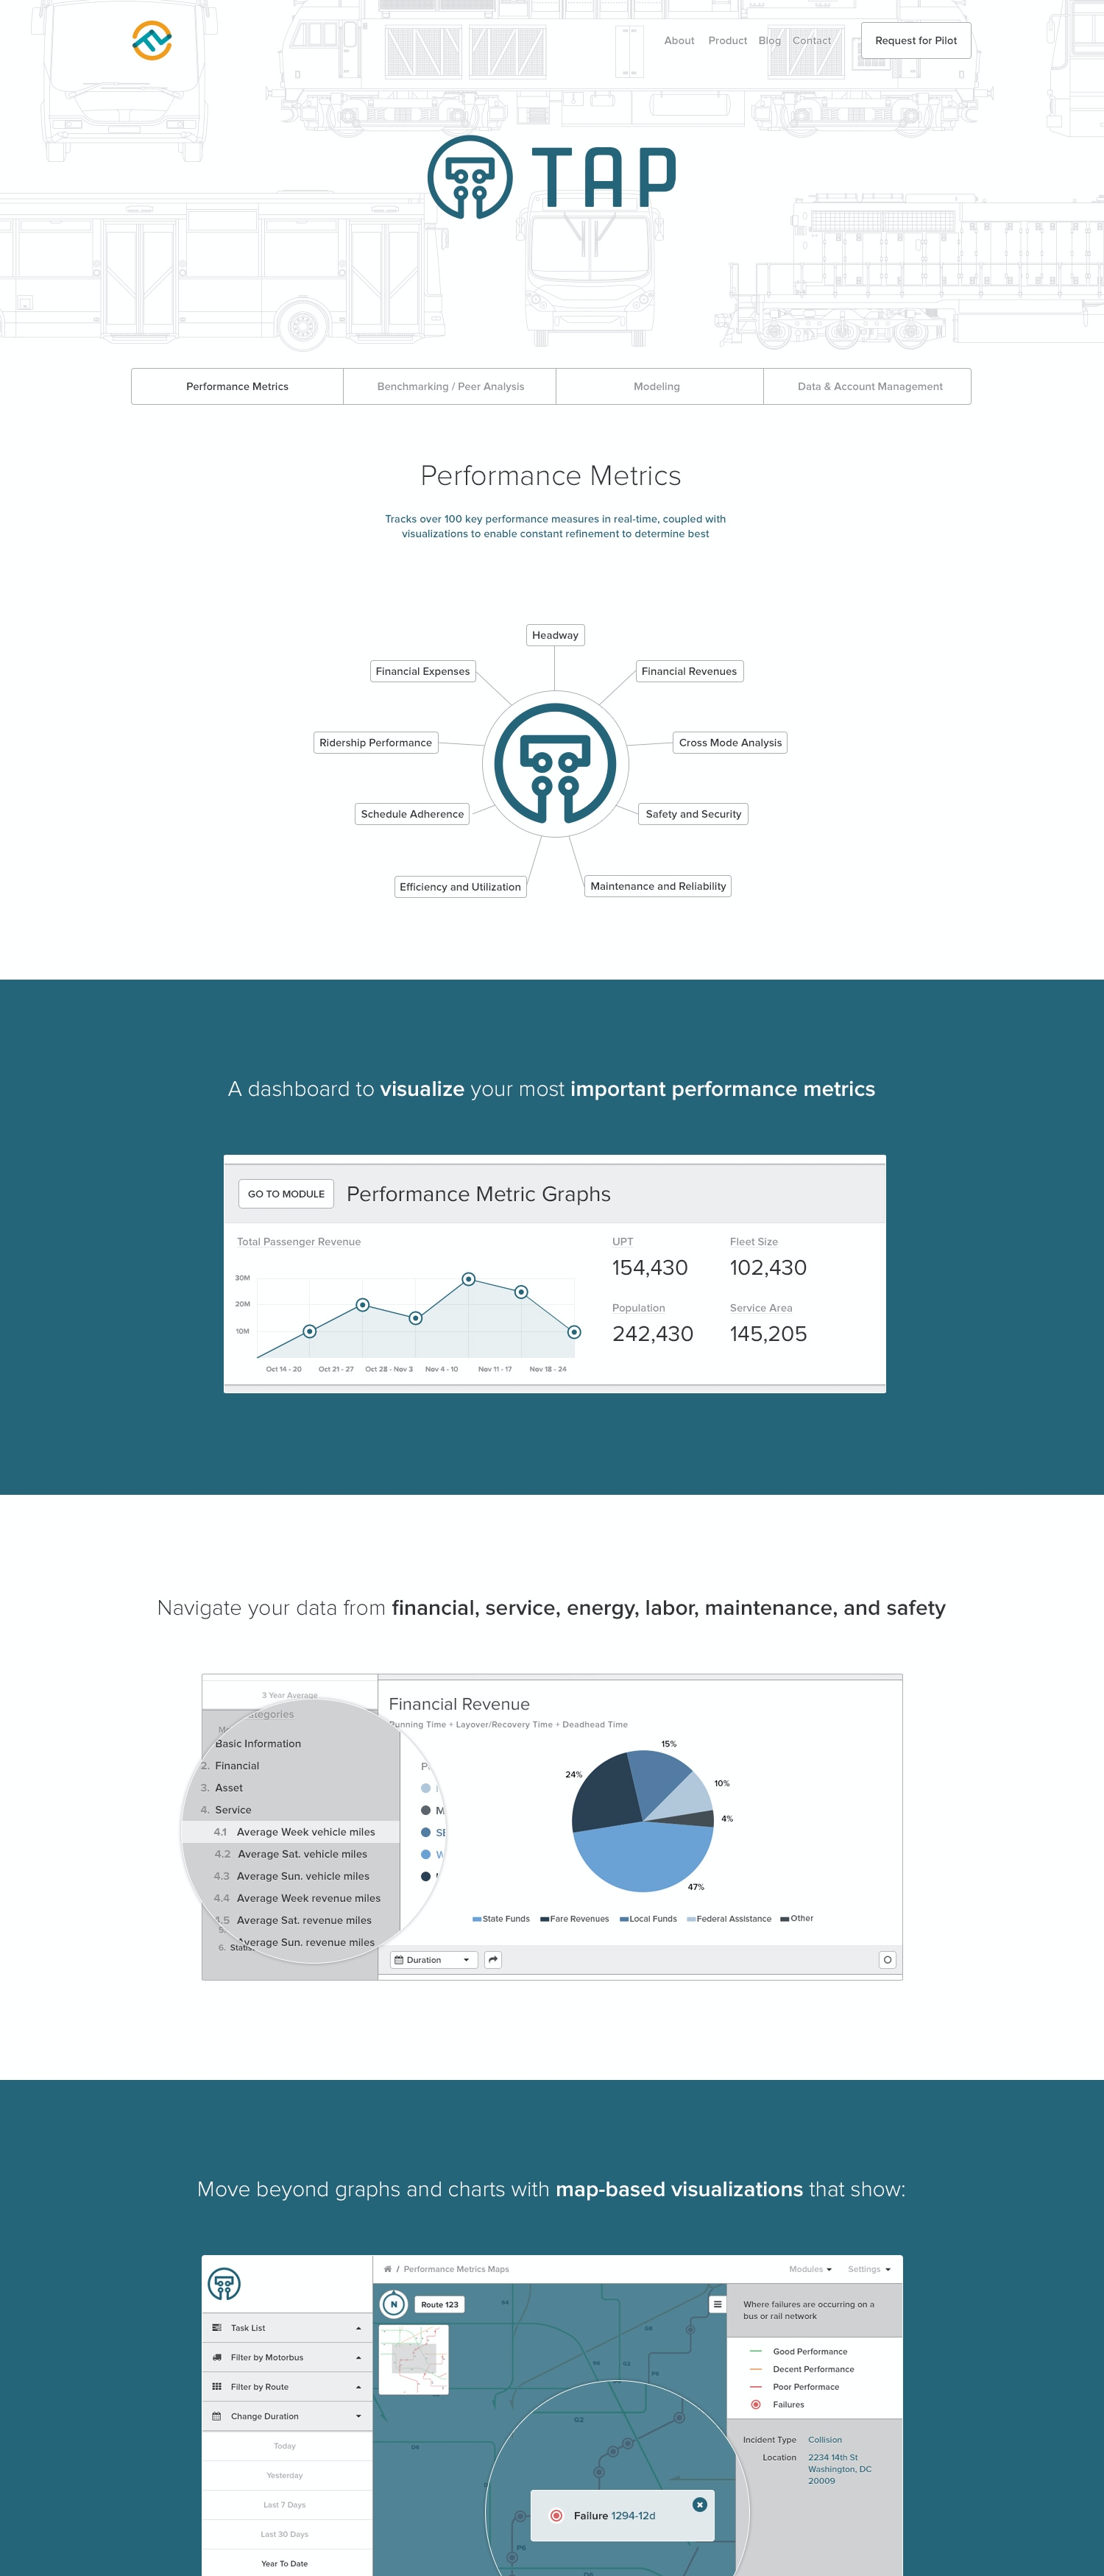 About Product Blog Contact Request for Pilot
TAP
Performance Metrics Benchmarking / Peer Analysis Modeling Data & Account Management
Performance Metrics
Tracks over 100 key performance measures in real-time, coupled with
visualizations to enable constant refinement to determine best
Headway
Financial Expenses Financial Revenues
Ridership Performance Cross Mode Analysis
Schedule Adherence Safety and Security
Efficiency and Utilization Maintenance and Reliability
A dashboard to visualize your most important performance metrics
GO TO MODULE Performance Metric Graphs
Total Passenger Revenue
30M
20M
10M
Oct 14 - 20 Oct 21 - 27 Oct 28 - Nov 3 Nov 4 - 10 Nov 11 - 17 Nov 18 - 24
UPT Fleet Size
154,430 102,430
Population Service Area
242,430 145,205
Navigate your data from financial, service, energy, labor, maintenance, and safety
3 Year Average
Basic Information
2. Financial
3. Asset
4. Service
4.1 Average Week vehicle miles
4.2 Average Sat. vehicle miles
4.3 Average Sun. vehicle miles
4.4 Average Week revenue miles
Average Sat. revenue miles
Average Sun. revenue miles
6.
Financial Revenue
Running Time + Layover/Recovery Time + Deadhead Time
15%
24%
10%
4%
47%
State Funds Fare Revenues Local Funds Federal Assistance Other
Duration
Move beyond graphs and charts with map-based visualizations that show:
/ Performance Metrics Maps Modules Settings
Task List
Filter by Motorbus
Filter by Route
Change Duration
Today
Yesterday
Last 7 Days
Last 30 Days
Year To Date
N Route 123
G2
P6
G2
Failure 1294-12d
P6
Where failures are occurring on a
bus or rail network
Good Performance
Decent Performance
Poor Performace
Failures
Incident Type Collision
Location 2234 14th St
Washington, DC
20009